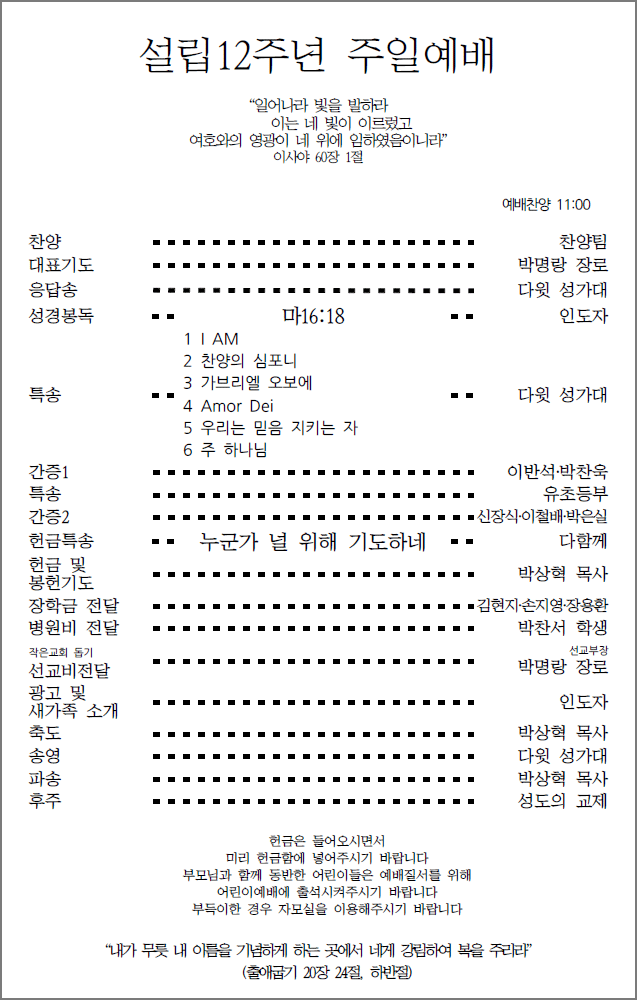 설립12주년 주일예배
“일어나라 빛을 발하라
이는 네 빛이 이르렀고
여호와의 영광이 네 위에 임하였음이니라”
이사야 60장 1절
예배찬양 11:00
찬양 찬양팀
대표기도 박명랑 장로
응답송 다윗 성가대
성경봉독 마16:18 인도자
1 I AM
2 찬양의 심포니
3 가브리엘 오보에
특송 다윗 성가대
4 Amor Dei
5 우리는 믿음 지키는 자
6 주 하나님
간증1 이반석·박찬욱
특송 유초등부
간증2 신장식·이철배·박은실
헌금특송 누군가 널 위해 기도하네 다함께
헌금 및
봉헌기도 박상혁 목사
장학금 전달 김현지·손지영·장용환
병원비 전달 박찬서 학생
작은교회 돕기 선교부장
선교비전달 박명랑 장로
광고 및
새가족 소개 인도자
축도 박상혁 목사
송영 다윗 성가대
파송 박상혁 목사
후주 성도의 교제
헌금은 들어오시면서
미리 헌금함에 넣어주시기 바랍니다
부모님과 함께 동반한 어린이들은 예배질서를 위해
어린이예배에 출석시켜주시기 바랍니다
부득이한 경우 자모실을 이용해주시기 바랍니다
“내가 무릇 내 이름을 기념하게 하는 곳에서 네게 강림하여 복을 주리라”
(출애굽기 20장 24절, 하반절)